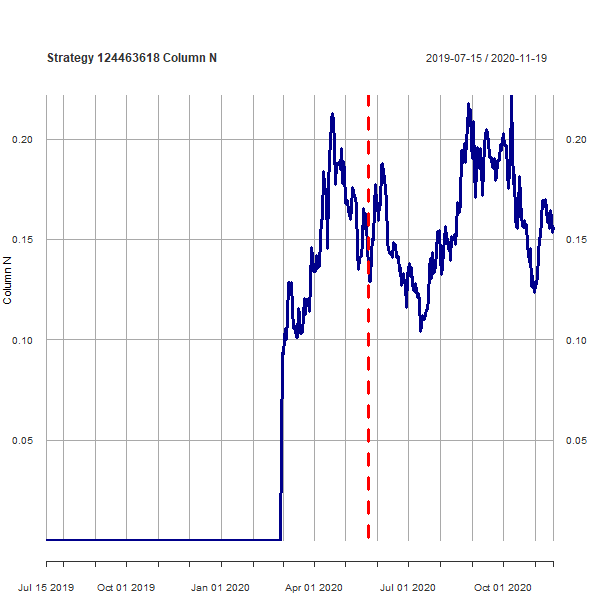 Strategy 124463618 Column N
2019-07-15 / 2020-11-19
0.20
0.20
0.15
0.15
0.10
0.10
0.05
0.05
Column N
Jul 15 2019
Oct 01 2019
Jan 01 2020
Apr 01 2020
Jul 01 2020
Oct 01 2020